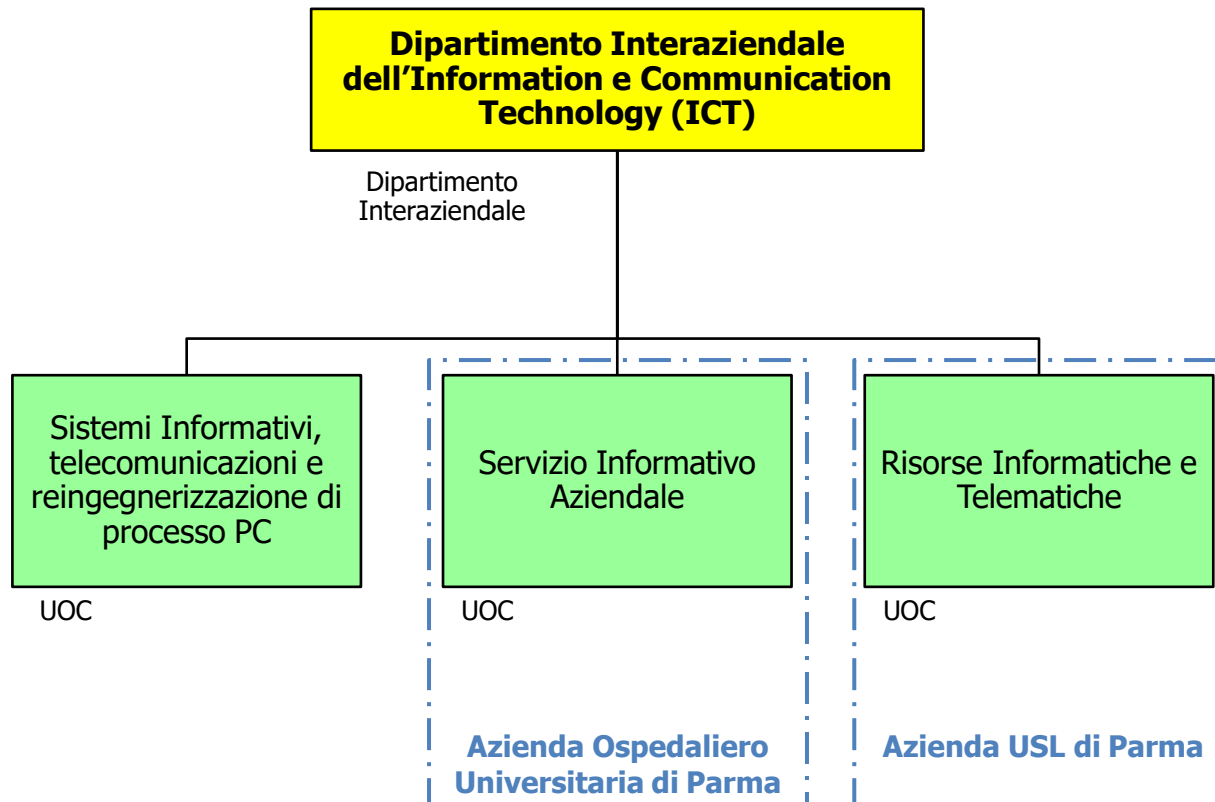 Dipartimento Interaziendale
dell’Information e Communication
Technology (ICT)
Dipartimento
Interaziendale
Sistemi Informativi,
telecomunicazioni e
reingegnerizzazione di
processo PC
Servizio Informativo
Aziendale
Risorse Informatiche e
Telematiche
UOC
UOC
UOC
Azienda Ospedaliero
Universitaria di Parma
Azienda USL di Parma